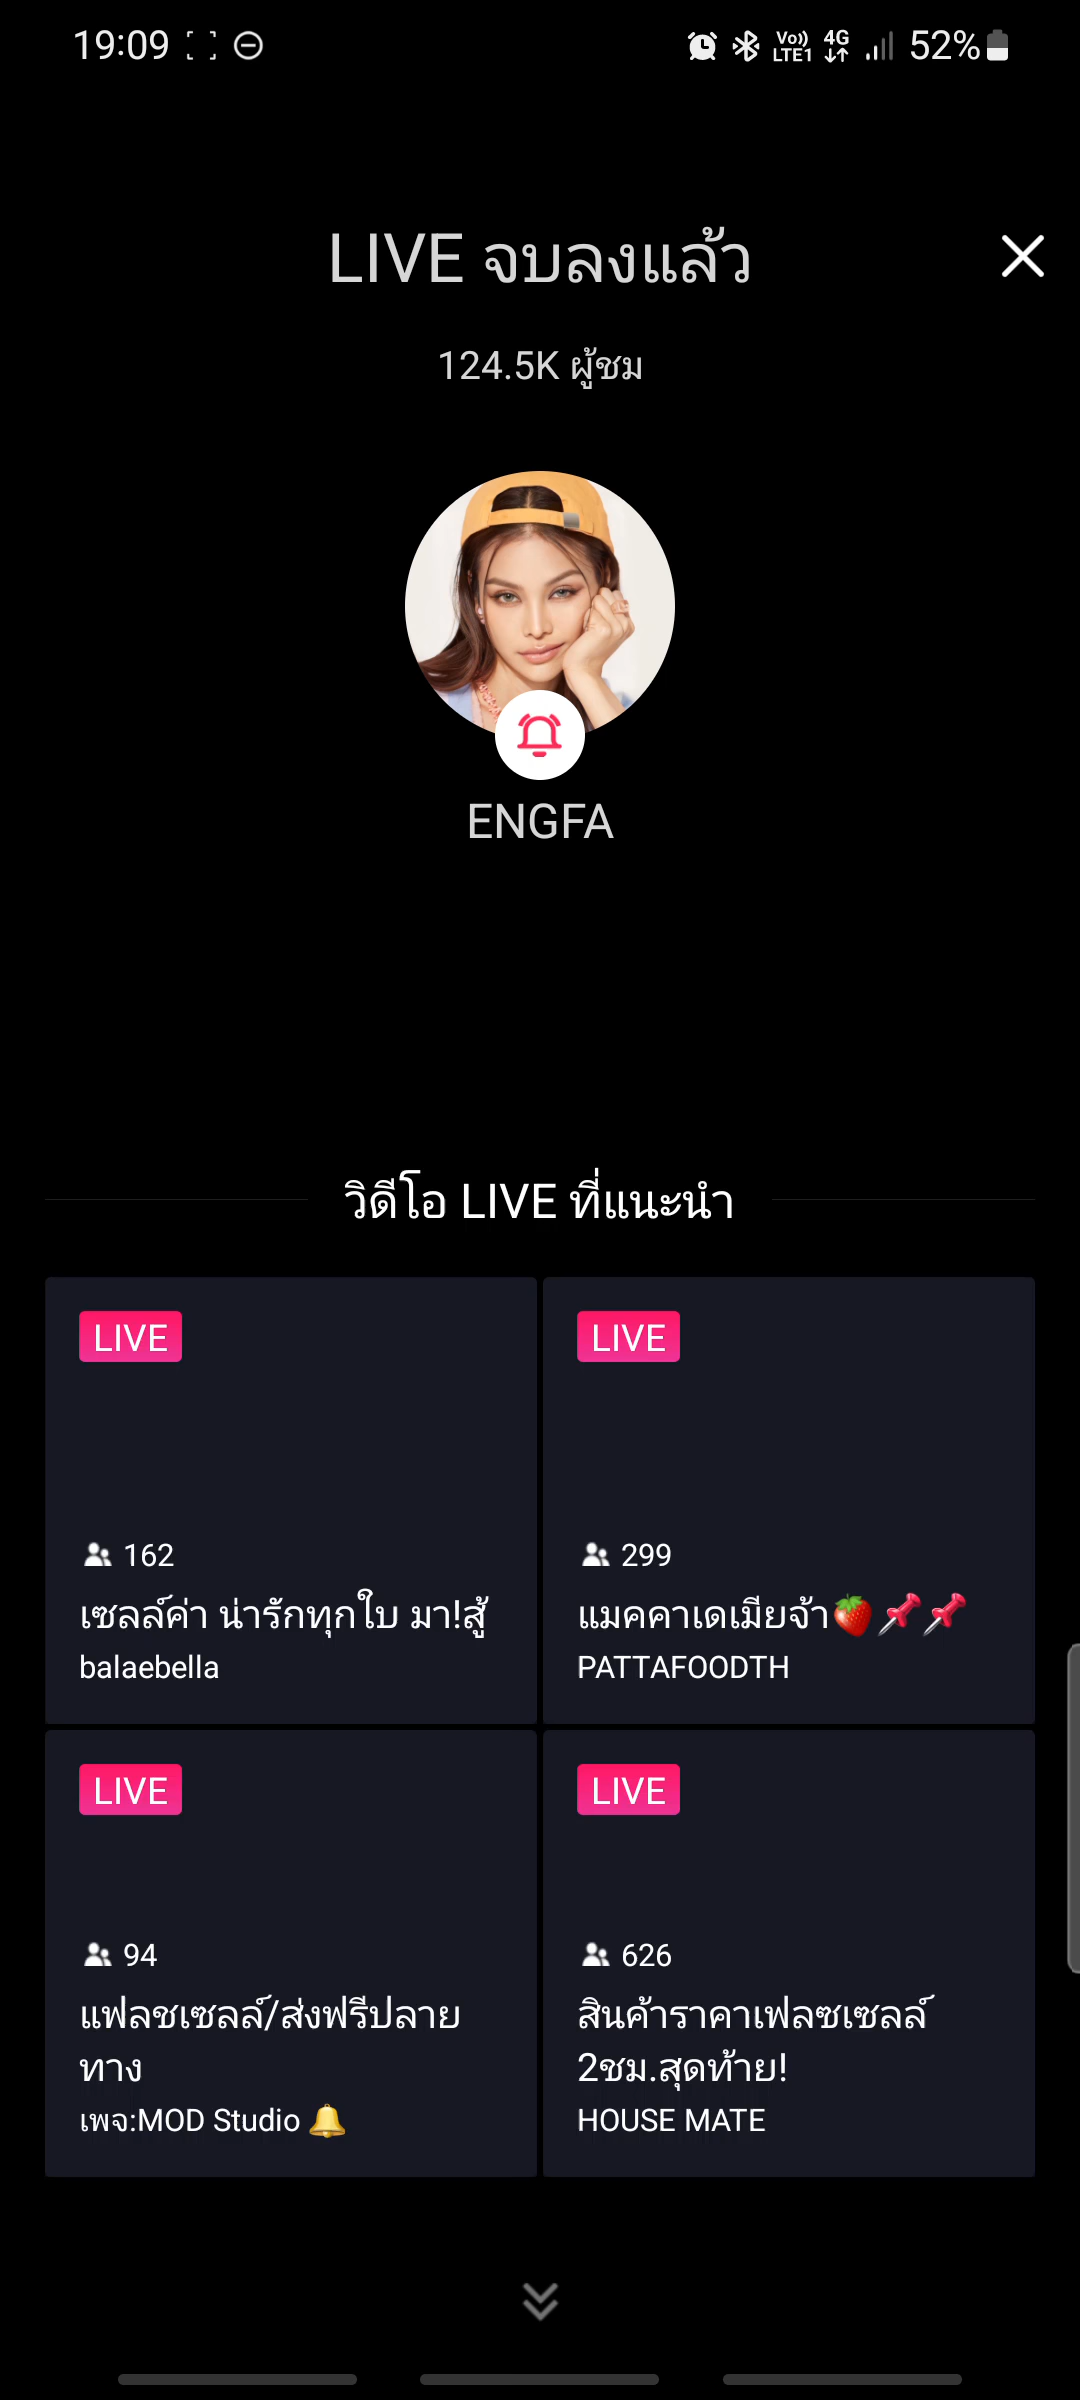 19:09 Vo)) LTE1 4G 52%
LIVE จบลงแล้ว
124.5K ผู้ชม
ENGFA
วิดีโอ LIVE ที่แนะนำ
LIVE
162
เซลล์ค่า น่ารักทุกใบ มา!สู้
balaebella
LIVE
299
แมคคาเดเมียจ้า🍓📌📌
PATTAFOODTH
LIVE
94
แฟลชเซลล์/ส่งฟรีปลาย
ทาง
เพจ:MOD Studio 🔔
LIVE
626
สินค้าราคาเฟลซเซลล์
2ชม.สุดท้าย!
HOUSE MATE